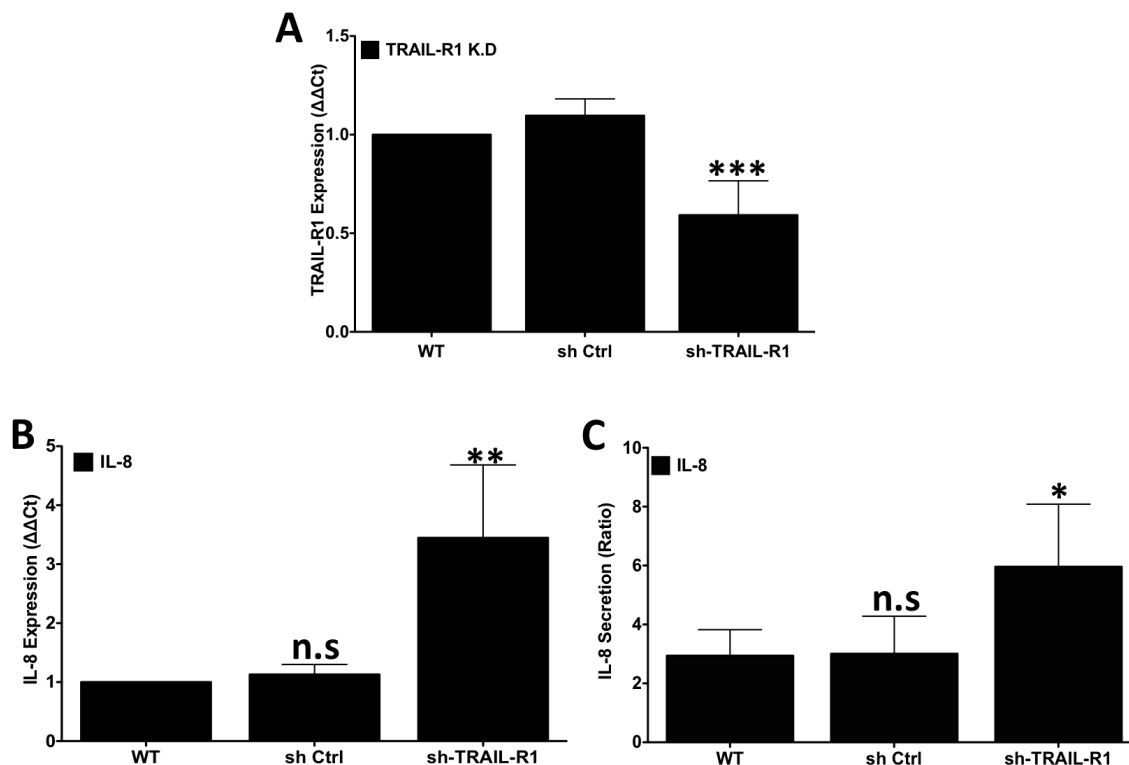 A
TRAIL-R1 Expression (ΔΔCt)
1.5
1.0
0.5
0.0
TRAIL-R1 K.D
***
WT
sh Ctrl
sh-TRAIL-R1
B
IL-8 Expression (ΔΔCt)
5
4
3
2
1
0
IL-8
n.s
**
WT
sh Ctrl
sh-TRAIL-R1
C
IL-8 Secretion (Ratio)
10
8
6
4
2
0
IL-8
n.s
*
WT
sh Ctrl
sh-TRAIL-R1